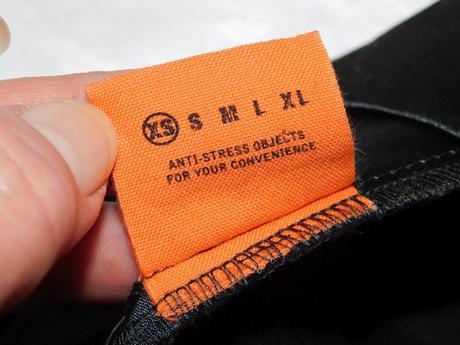 XS S M L XL
ANTI-STRESS OBJECTS
FOR YOUR CONVENIENCE